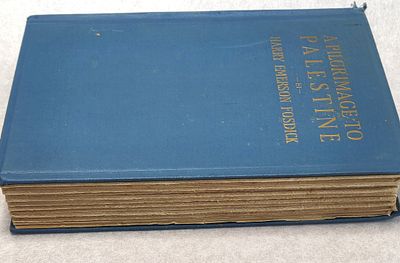 A PILGRIMAGE TO
PALESTINE
BY
HARRY EMERSON FOSDICK